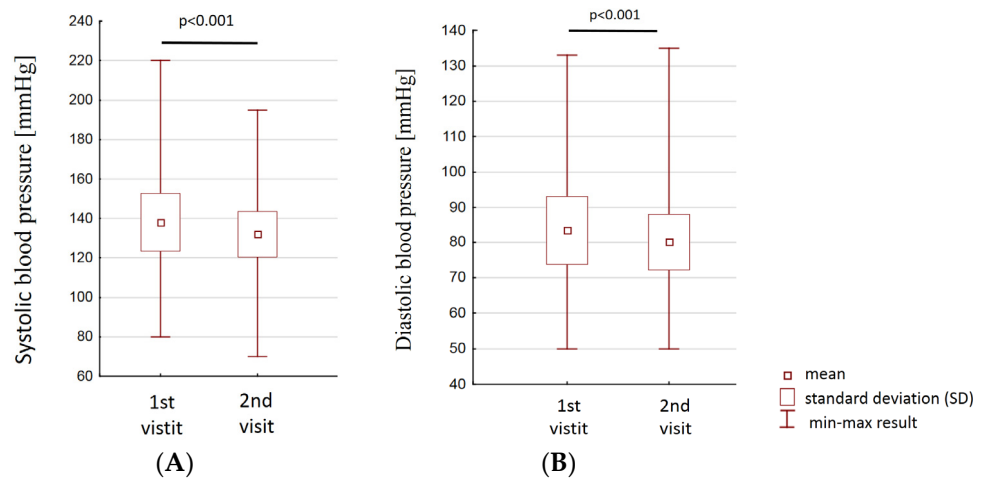 p<0.001
Systolic blood pressure [mmHg]
240
220
200
180
160
140
120
100
80
60
1st
vistit
2nd
visit
(A)
p<0.001
Diastolic blood pressure [mmHg]
140
130
120
110
100
90
80
70
60
50
40
1st
vistit
2nd
visit
(B)
mean
standard deviation (SD)
min-max result